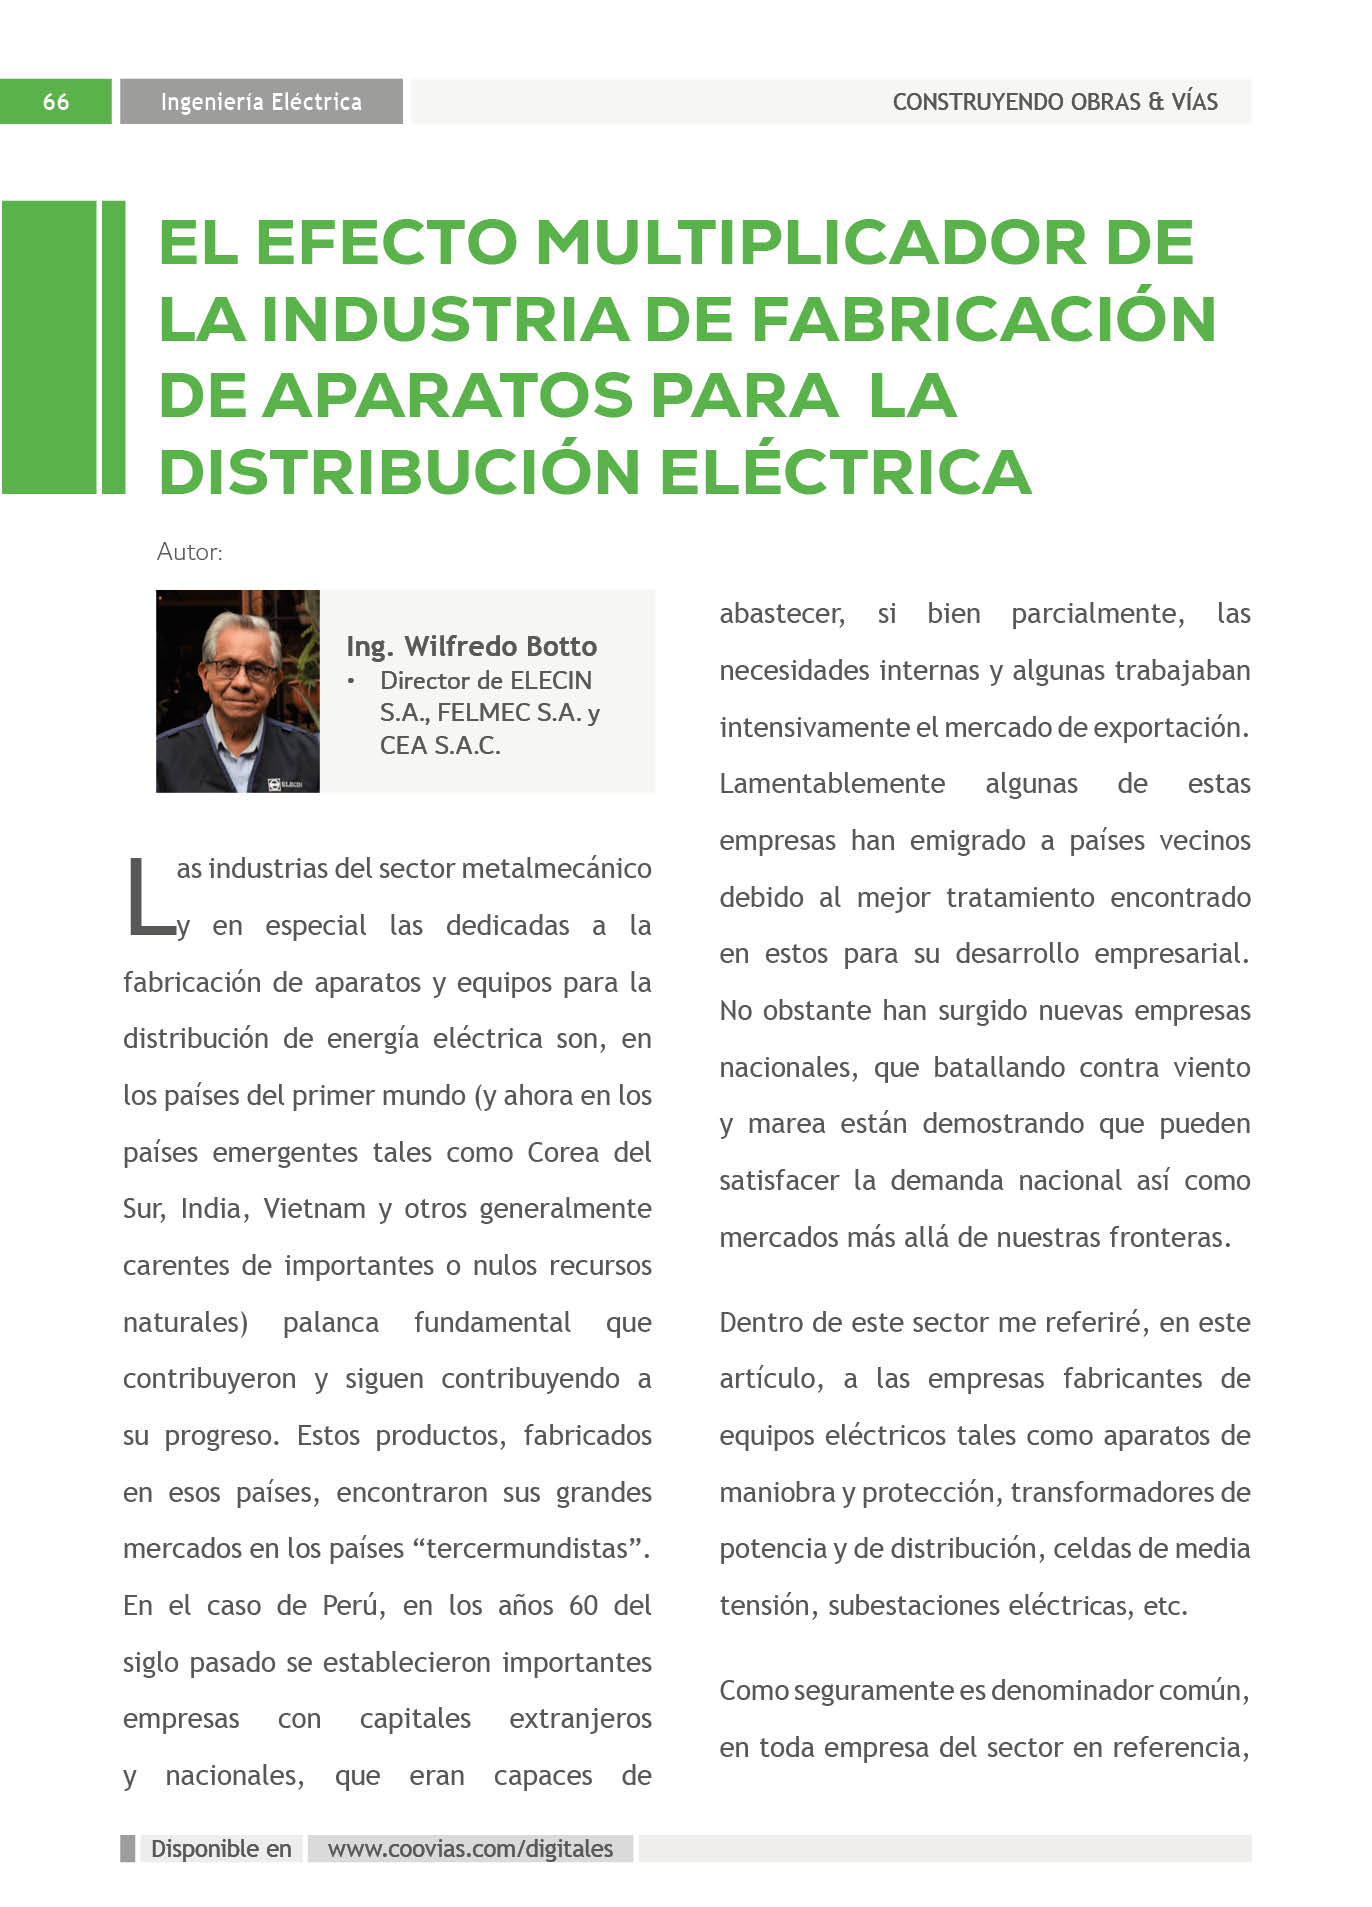 66
Ingeniería Eléctrica
CONSTRUYENDO OBRAS & VÍAS
EL EFECTO MULTIPLICADOR DE
LA INDUSTRIA DE FABRICACIÓN
DE APARATOS PARA LA
DISTRIBUCIÓN ELÉCTRICA
Autor:
ELECIN
Ing. Wilfredo Botto
• Director de ELECIN
S.A., FELMEC S.A. y
CEA S.A.C.
Las industrias del sector metalmecánico
y en especial las dedicadas a la
fabricación de aparatos y equipos para la
distribución de energía eléctrica son, en
los países del primer mundo (y ahora en los
países emergentes tales como Corea del
Sur, India, Vietnam y otros generalmente
carentes de importantes o nulos recursos
naturales) palanca fundamental que
contribuyeron y siguen contribuyendo a
su progreso. Estos productos, fabricados
en esos países, encontraron sus grandes
mercados en los países “tercermundistas”.
En el caso de Perú, en los años 60 del
siglo pasado se establecieron importantes
empresas con capitales extranjeros
y nacionales, que eran capaces de
abastecer, si bien parcialmente, las
necesidades internas y algunas trabajaban
intensivamente el mercado de exportación.
Lamentablemente algunas de estas
empresas han emigrado a países vecinos
debido al mejor tratamiento encontrado
en estos para su desarrollo empresarial.
No obstante han surgido nuevas empresas
nacionales, que batallando contra viento
y marea están demostrando que pueden
satisfacer la demanda nacional así como
mercados más allá de nuestras fronteras.
Dentro de este sector me referiré, en este
artículo, a las empresas fabricantes de
equipos eléctricos tales como aparatos de
maniobra y protección, transformadores de
potencia y de distribución, celdas de media
tensión, subestaciones eléctricas, etc.
Como seguramente es denominador común,
en toda empresa del sector en referencia,
Disponible en
www.coovias.com/digitales